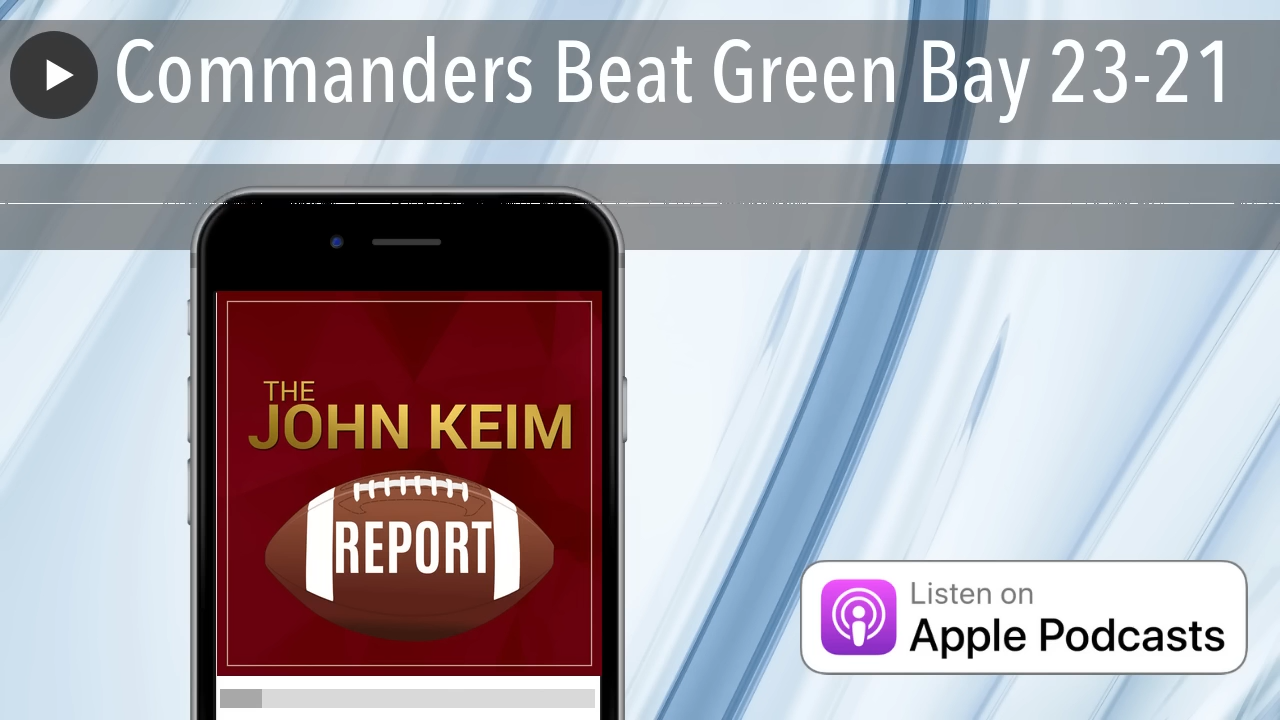 Commanders Beat Green Bay 23-21
THE
JOHN KEIM
REPORT
Listen on
Apple Podcasts